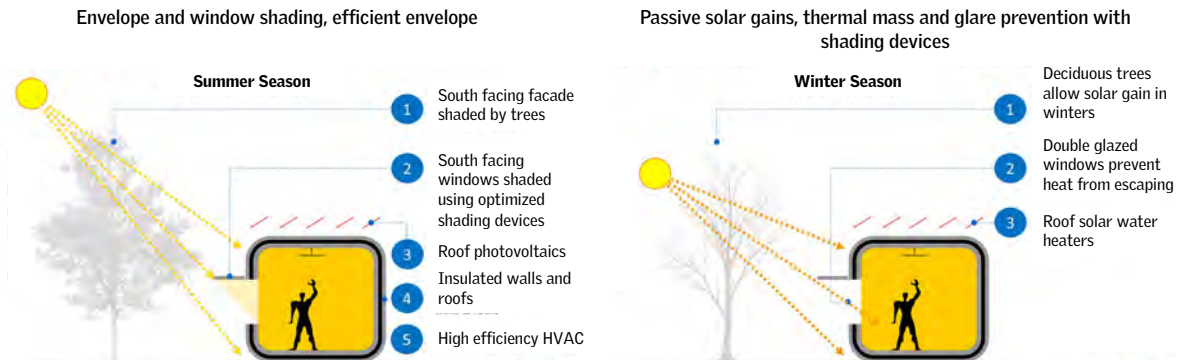 Envelope and window shading, efficient envelope
Summer Season
1
South facing facade
shaded by trees
2
South facing
windows shaded
using optimized
shading devices
3
Roof photovoltaics
4
Insulated walls and
roofs
5
High efficiency HVAC
Passive solar gains, thermal mass and glare prevention with
shading devices
Winter Season
1
Deciduous trees
allow solar gain in
winters
2
Double glazed
windows prevent
heat from escaping
3
Roof solar water
heaters